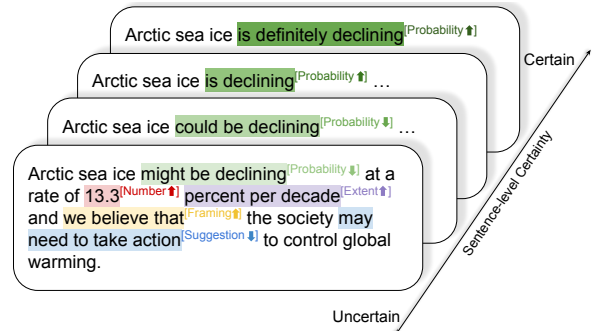 Arctic sea ice is definitely declining[Probability⬆]
Certain
Arctic sea ice is declining[Probability⬆] ...
Arctic sea ice could be declining[Probability⬇] ...
Arctic sea ice might be declining[Probability⬇] at a
rate of 13.3[Number⬆] percent per decade[Extent⬆]
and we believe that[Framing⬆] the society may
need to take action[Suggestion⬇] to control global
warming.
Sentence-level Certainty
Uncertain